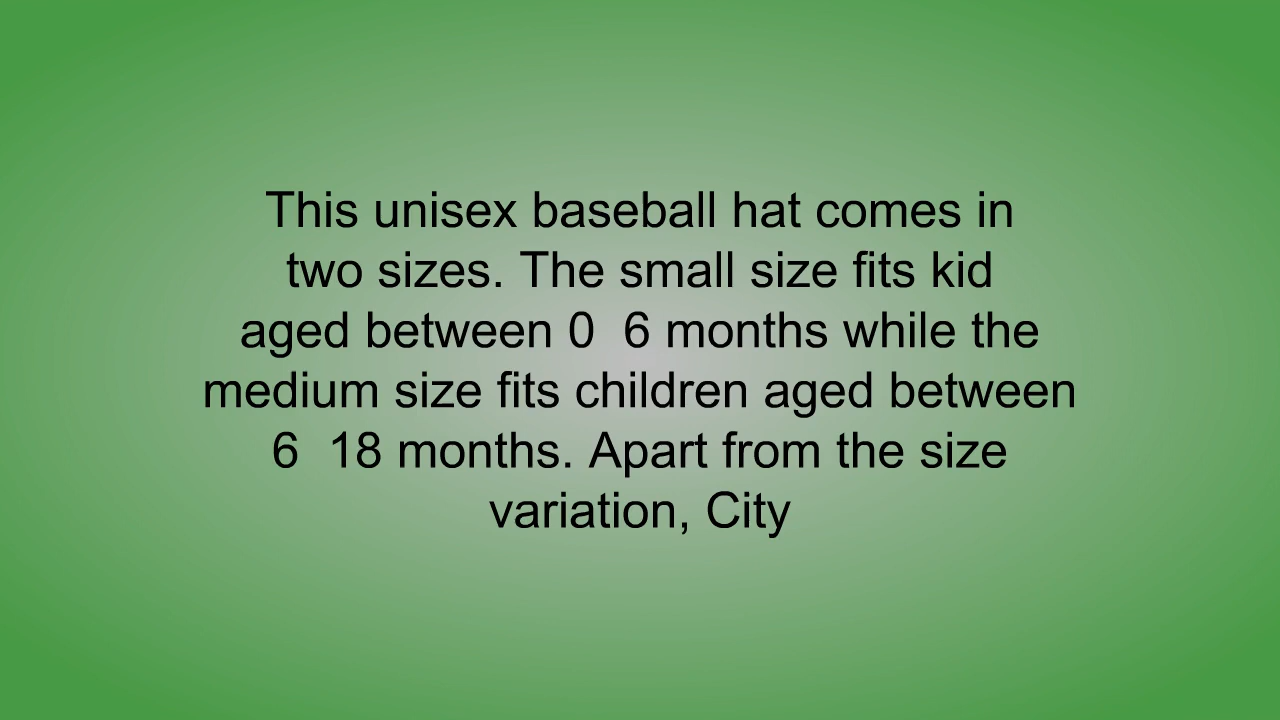 This unisex baseball hat comes in
two sizes. The small size fits kid
aged between 0  6 months while the
medium size fits children aged between
6  18 months. Apart from the size
variation, City